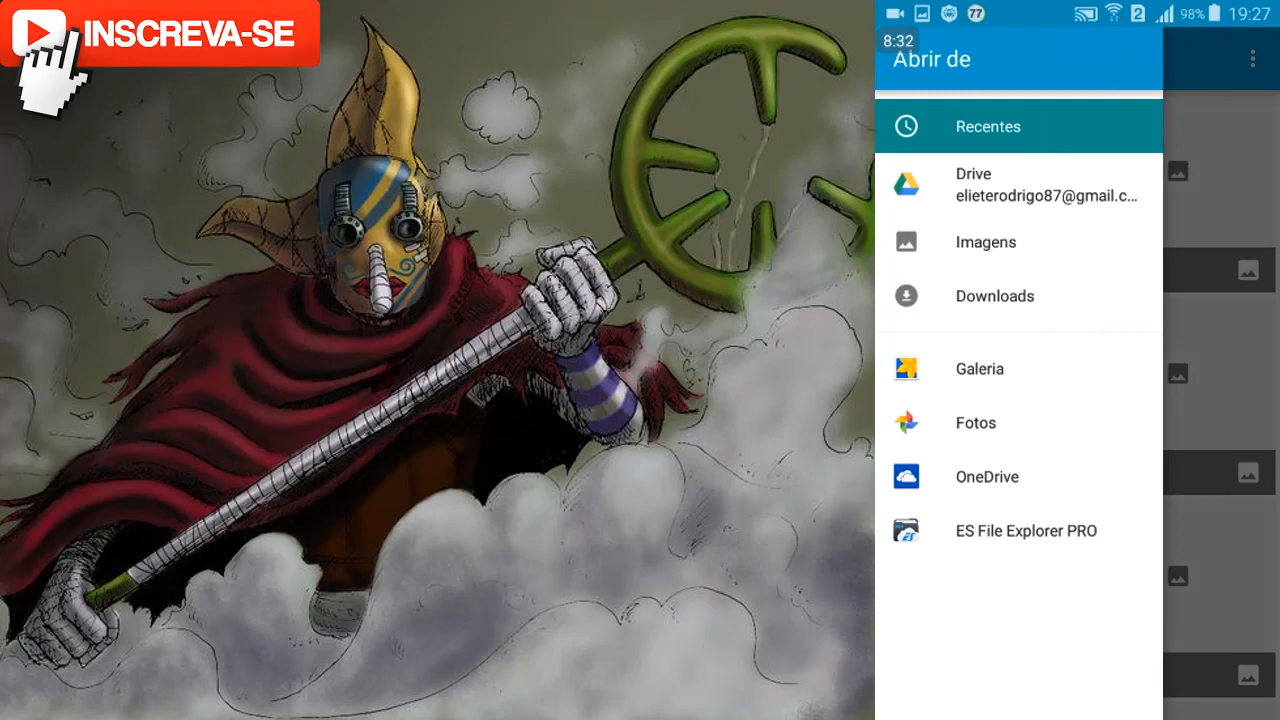 INSCREVA-SE
77
2
98%
19:27
8:32
Abrir de
Recentes
Drive
elieterodrigo87@gmail.c...
Imagens
Downloads
Galeria
Fotos
OneDrive
ES File Explorer PRO